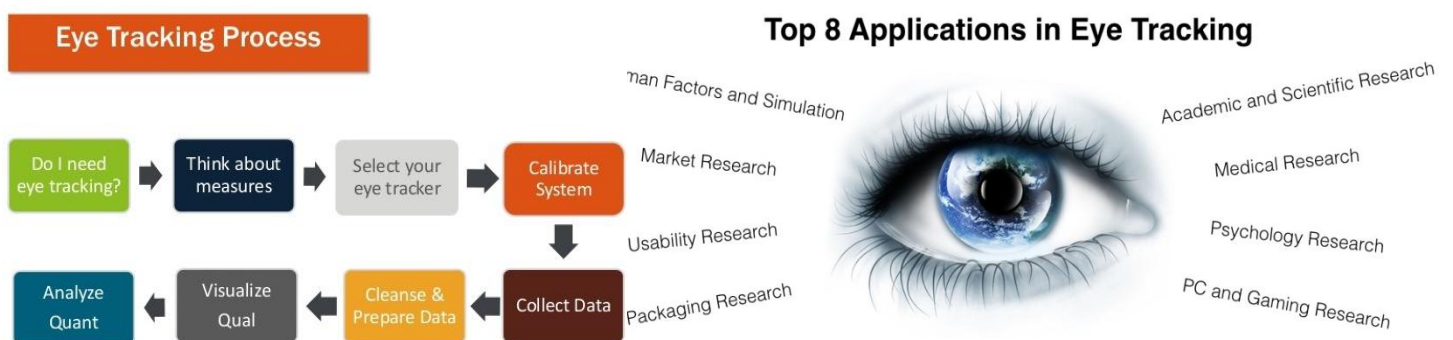 Eye Tracking Process
Do I need
eye tracking?
Think about
measures
Select your
eye tracker
Calibrate
System
Collect Data
Cleanse &
Prepare Data
Visualize
Qual
Analyze
Quant
Top 8 Applications in Eye Tracking
man Factors and Simulation
Market Research
Usability Research
Packaging Research
Academic and Scientific Research
Medical Research
Psychology Research
PC and Gaming Research